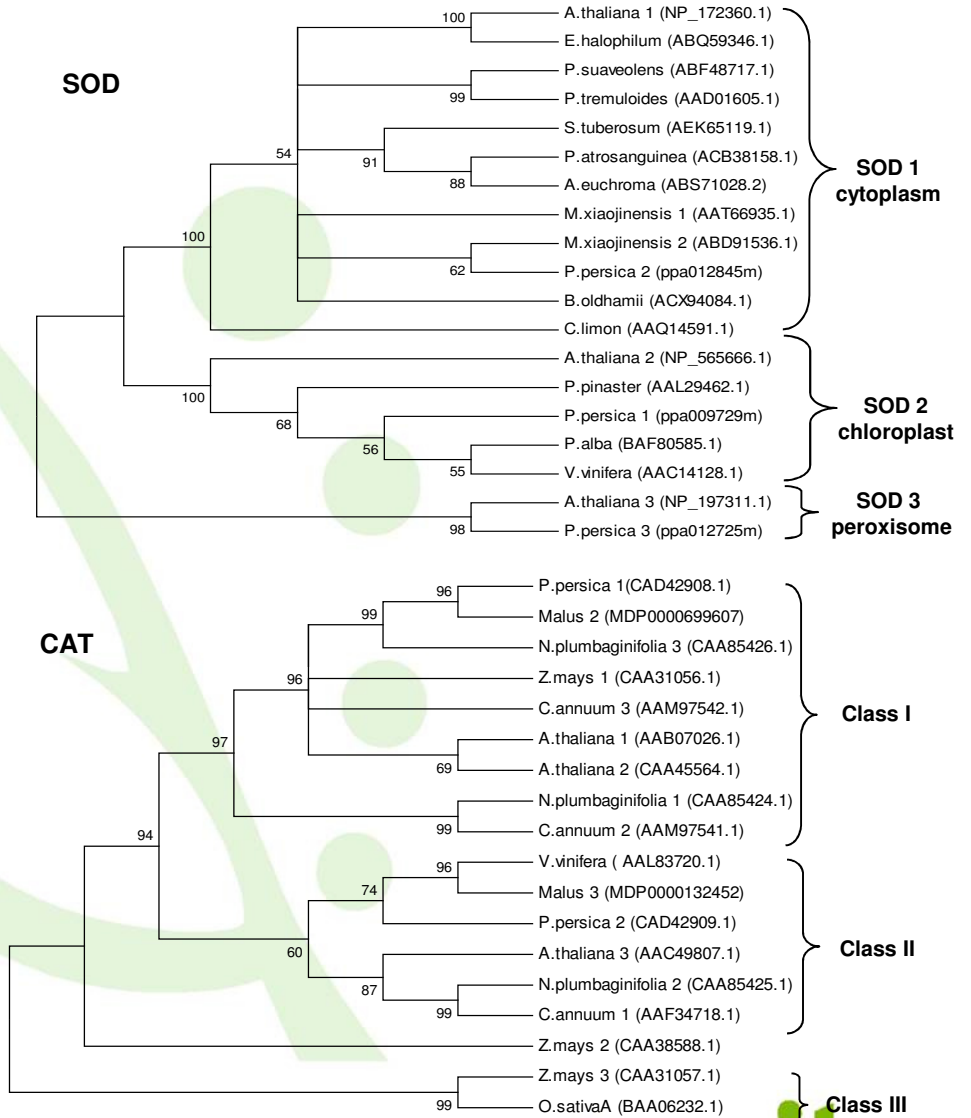 SOD
100
A.thaliana 1 (NP_172360.1)
E.halophilum (ABQ59346.1)
P.suaveolens (ABF48717.1)
99
P.tremuloides (AAD01605.1)
S.tuberosum (AEK65119.1)
54
91
P.atrosanguinea (ACB38158.1)
88
A.euchroma (ABS71028.2)
SOD 1
cytoplasm
M.xiaojinensis 1 (AAT66935.1)
100
M.xiaojinensis 2 (ABD91536.1)
62
P.persica 2 (ppa012845m)
B.oldhamii (ACX94084.1)
C.limon (AAQ14591.1)
A.thaliana 2 (NP_565666.1)
100
P.pinaster (AAL29462.1)
68
P.persica 1 (ppa009729m)
SOD 2
chloroplast
56
P.alba (BAF80585.1)
55
V.vinifera (AAC14128.1)
A.thaliana 3 (NP_197311.1)
98
P.persica 3 (ppa012725m)
SOD 3
peroxisome
CAT
96
P.persica 1(CAD42908.1)
99
Malus 2 (MDP0000699607)
N.plumbaginifolia 3 (CAA85426.1)
96
Z.mays 1 (CAA31056.1)
C.annuum 3 (AAM97542.1)
Class I
97
A.thaliana 1 (AAB07026.1)
69
A.thaliana 2 (CAA45564.1)
N.plumbaginifolia 1 (CAA85424.1)
99
C.annuum 2 (AAM97541.1)
94
96
V.vinifera ( AAL83720.1)
74
Malus 3 (MDP0000132452)
P.persica 2 (CAD42909.1)
60
A.thaliana 3 (AAC49807.1)
Class II
87
N.plumbaginifolia 2 (CAA85425.1)
99
C.annuum 1 (AAF34718.1)
Z.mays 2 (CAA38588.1)
Z.mays 3 (CAA31057.1)
99
O.sativaA (BAA06232.1)
Class III